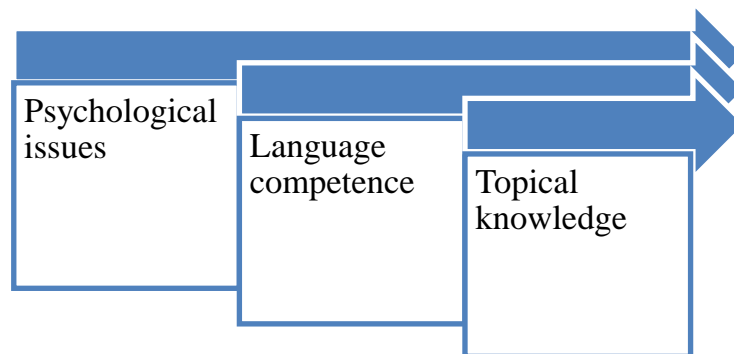 Psychological
issues
Language
competence
Topical
knowledge